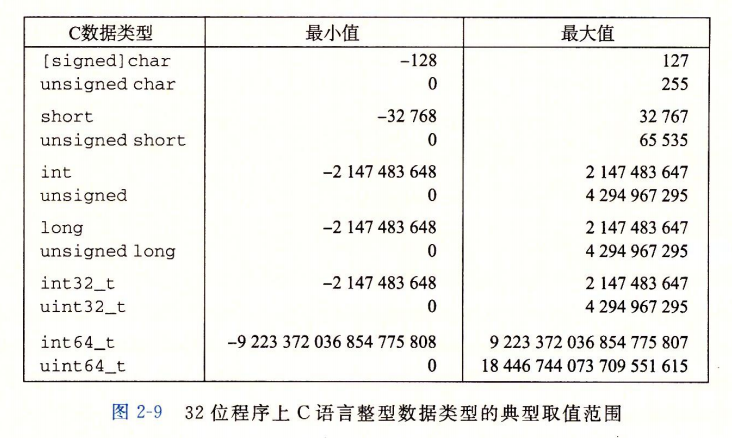 C数据类型 最小值 最大值
[signed]char −128 127
unsigned char 0 255
short −32 768 32 767
unsigned short 0 65 535
int −2 147 483 648 2 147 483 647
unsigned 0 4 294 967 295
long −2 147 483 648 2 147 483 647
unsigned long 0 4 294 967 295
int32_t −2 147 483 648 2 147 483 647
uint32_t 0 4 294 967 295
int64_t −9 223 372 036 854 775 808 9 223 372 036 854 775 807
uint64_t 0 18 446 744 073 709 551 615
图 2-9 32 位程序上 C 语言整型数据类型的典型取值范围